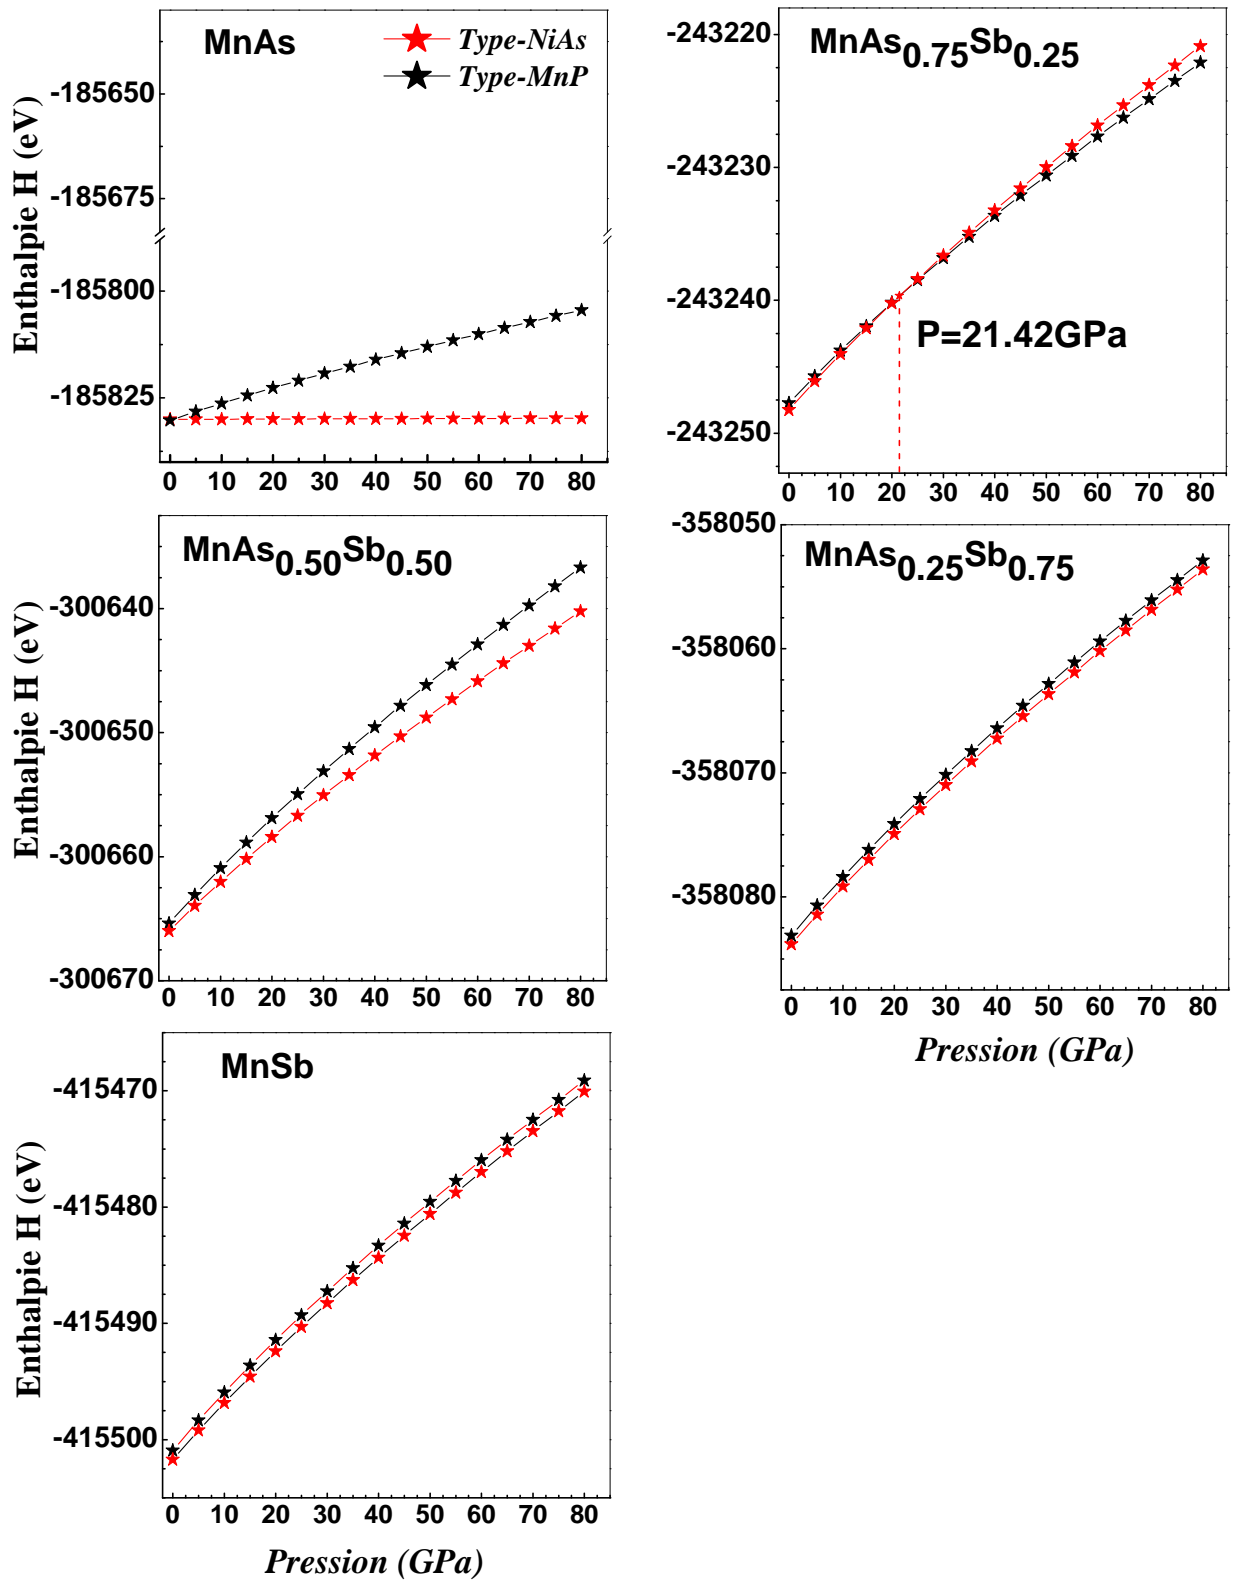 MnAs
Type-NiAs
Type-MnP
Enthalpie H (eV)
-185650
-185675
-185800
-185825
0 10 20 30 40 50 60 70 80
MnAs0.75Sb0.25
-243220
-243230
-243240
-243250
P=21.42GPa
0 10 20 30 40 50 60 70 80
MnAs0.50Sb0.50
Enthalpie H (eV)
-300640
-300650
-300660
-300670
0 10 20 30 40 50 60 70 80
MnAs0.25Sb0.75
-358050
-358060
-358070
-358080
0 10 20 30 40 50 60 70 80
Pression (GPa)
MnSb
Enthalpie H (eV)
-415470
-415480
-415490
-415500
0 10 20 30 40 50 60 70 80
Pression (GPa)